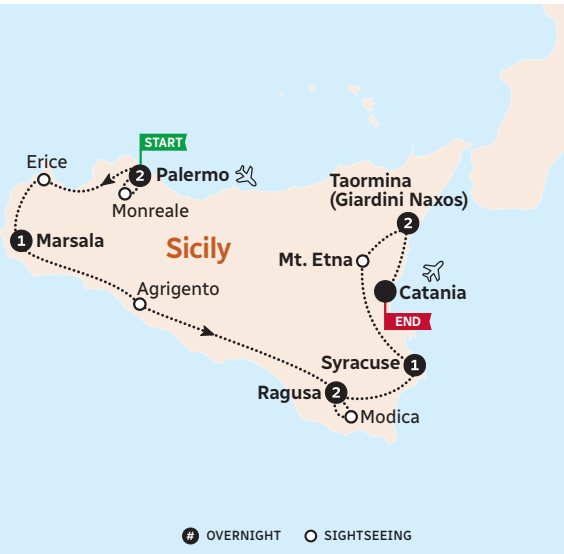 START
Erice
2 Palermo
Monreale
Taormina
(Giardini Naxos)
2
1 Marsala
Sicily
Mt. Etna
Agrigento
Catania
END
Syracuse 1
Ragusa 2
Modica
# OVERNIGHT
SIGHTSEEING